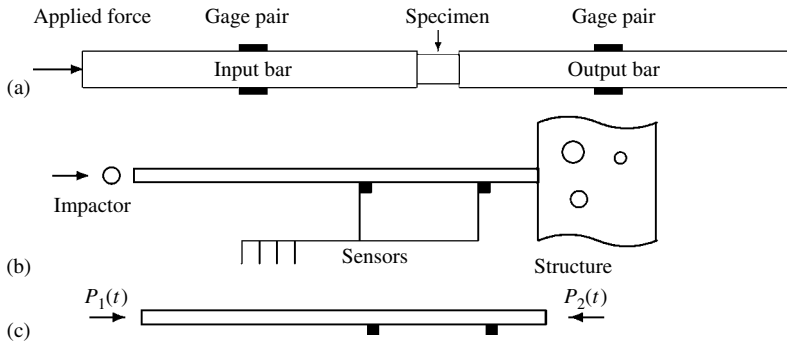 Applied force Gage pair Specimen Gage pair
Input bar Output bar
(a)
Impactor
Sensors
(b) Structure
P1(t) P2(t)
(c)